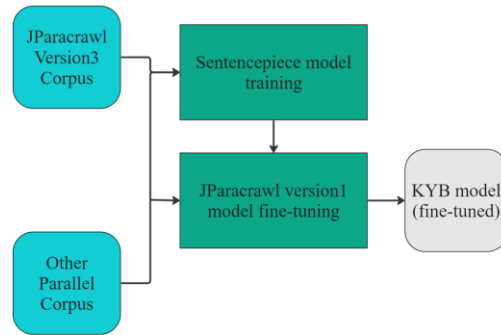 JParacrawl
Version3
Corpus
Sentencepiece model
training
JParacrawl version1
model fine-tuning
KYB model
(fine-tuned)
Other
Parallel
Corpus